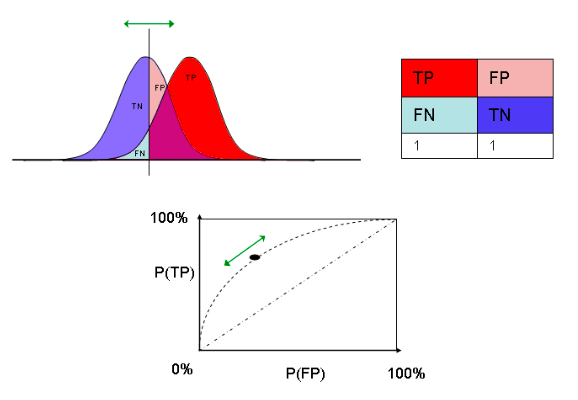 TP
FP
TN
FN
TP FP
FN TN
1 1
100%
P(TP)
0%
P(FP)
100%